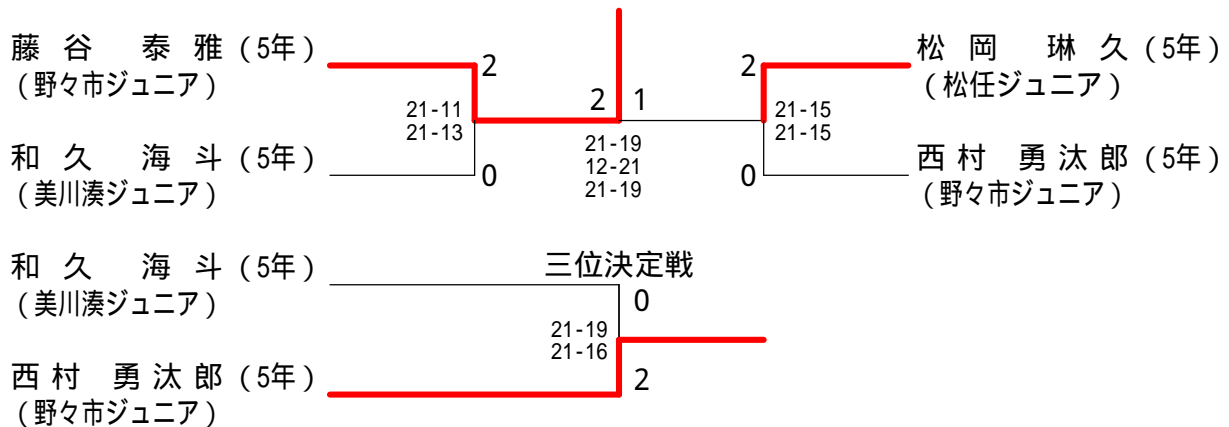 藤 谷　泰 雅 (5年)
(野々市ジュニア)
2
21-11
21-13
和 久　海 斗 (5年)
(美川湊ジュニア)
0
2 1
21-19
12-21
21-19
松 岡　琳 久 (5年)
(松任ジュニア)
2
21-15
21-15
西 村　勇 汰 郎 (5年)
(野々市ジュニア)
0
三位決定戦
和 久　海 斗 (5年)
(美川湊ジュニア)
0
21-19
21-16
西 村　勇 汰 郎 (5年)
(野々市ジュニア)
2